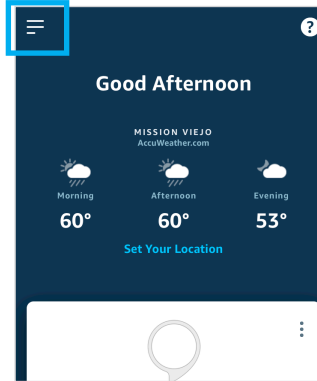 ?
Good Afternoon
MISSION VIEJO
AccuWeather.com
Morning Afternoon Evening
60° 60° 53°
Set Your Location